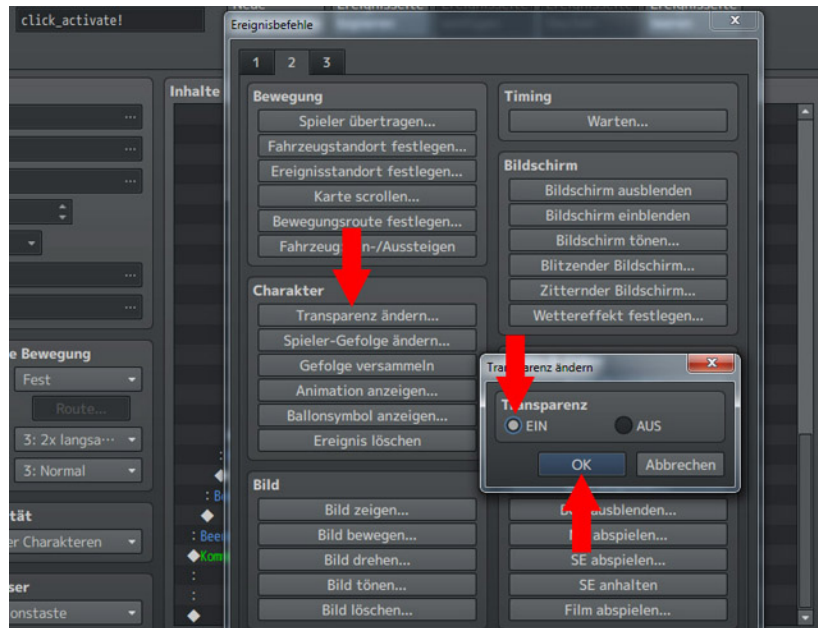 click_activate!
Ereignisbefehle
1 2 3
Inhalte
Bewegung
Spieler übertragen...
Fahrzeugstandort festlegen...
Ereignisstandort festlegen...
Karte scrollen...
Bewegungsroute festlegen...
Timing
Warten...
Bildschirm
Bildschirm ausblenden
Bildschirm einblenden
Bildschirm tönen...
Blitzender Bildschirm...
Zitternder Bildschirm...
Wettereffekt festlegen...
Charakter
Transparenz ändern...
Spieler-Gefolge ändern...
Gefolge versammeln
Animation anzeigen...
Ballonsymbol anzeigen...
Ereignis löschen
Transparenz ändern
Transparenz
EIN AUS
OK Abbrechen
Bild
Bild zeigen...
Bild bewegen...
Bild drehen...
Bild tönen...
Bild löschen...
abspielen...
SE abspielen...
SE anhalten
Film abspielen...
e Bewegung
Fest
Route...
3: 2x langsa...
3: Normal
tät
er Charakteren
ser
onstaste